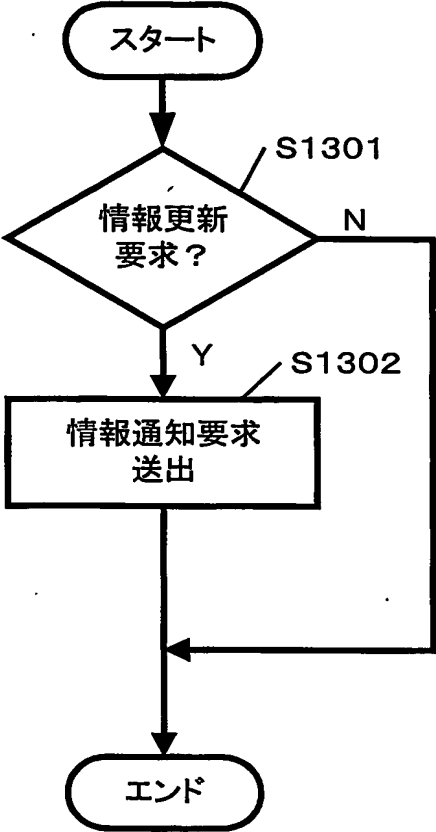 スタート
S1301
情報更新
要求？
N
Y
S1302
情報通知要求
送出
エンド